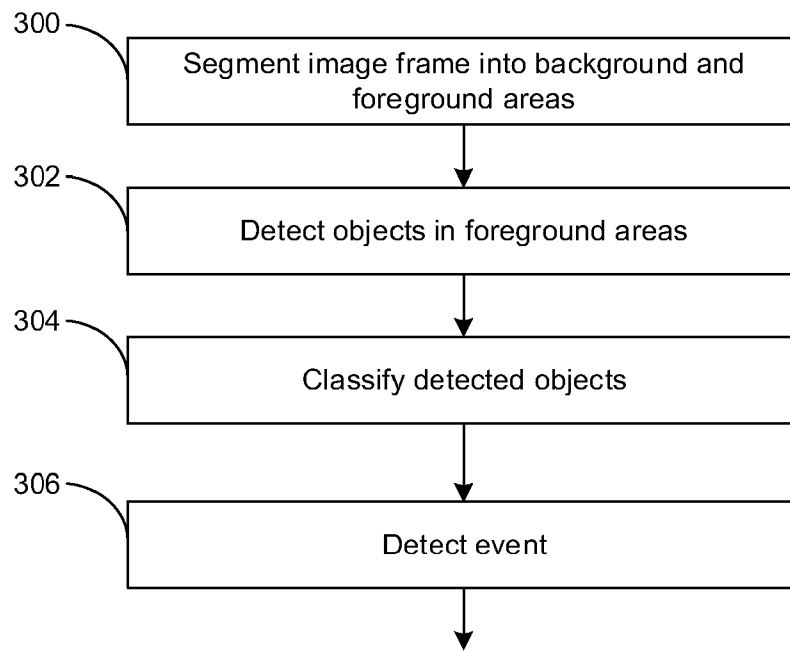 300
Segment image frame into background and
foreground areas
302
Detect objects in foreground areas
304
Classify detected objects
306
Detect event